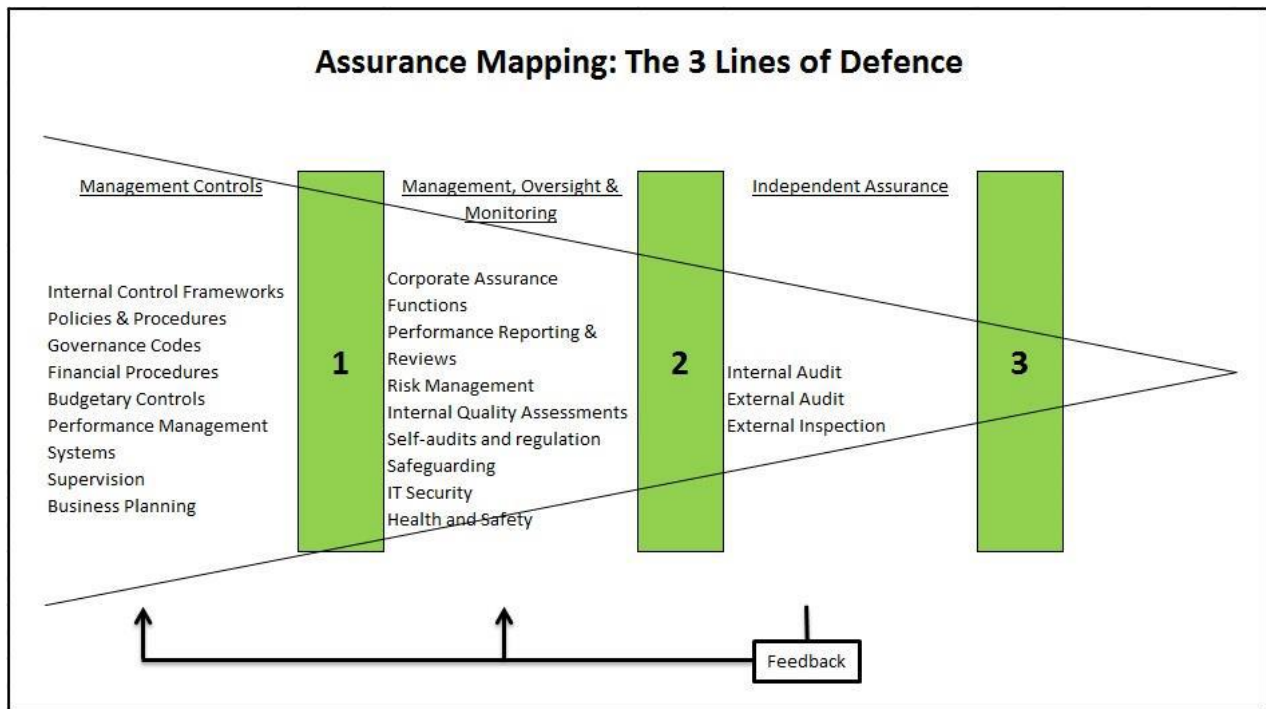 Assurance Mapping: The 3 Lines of Defence
Management Controls
Internal Control Frameworks
Policies & Procedures
Governance Codes
Financial Procedures
Budgetary Controls
Performance Management
Systems
Supervision
Business Planning
1
Management, Oversight &
Monitoring
Corporate Assurance
Functions
Performance Reporting &
Reviews
Risk Management
Internal Quality Assessments
Self-audits and regulation
Safeguarding
IT Security
Health and Safety
2
Independent Assurance
Internal Audit
External Audit
External Inspection
3
Feedback